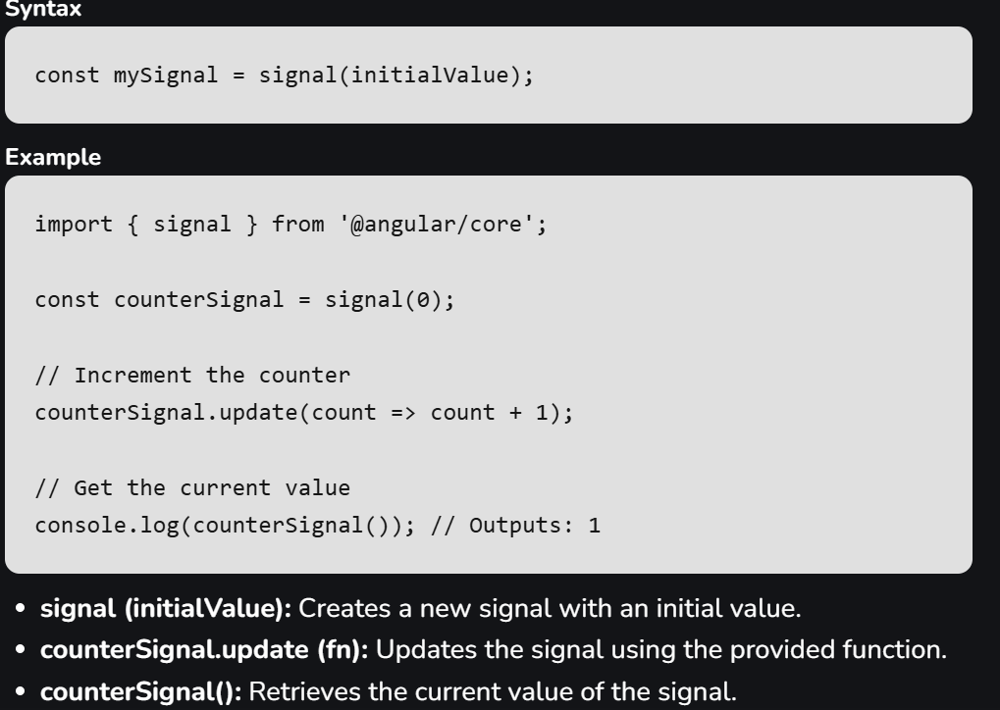 Syntax
const mySignal = signal(initialValue);
Example
import { signal } from '@angular/core';
const counterSignal = signal(0);
// Increment the counter
counterSignal.update(count => count + 1);
// Get the current value
console.log(counterSignal()); // Outputs: 1
• signal (initialValue): Creates a new signal with an initial value.
• counterSignal.update (fn): Updates the signal using the provided function.
• counterSignal(): Retrieves the current value of the signal.